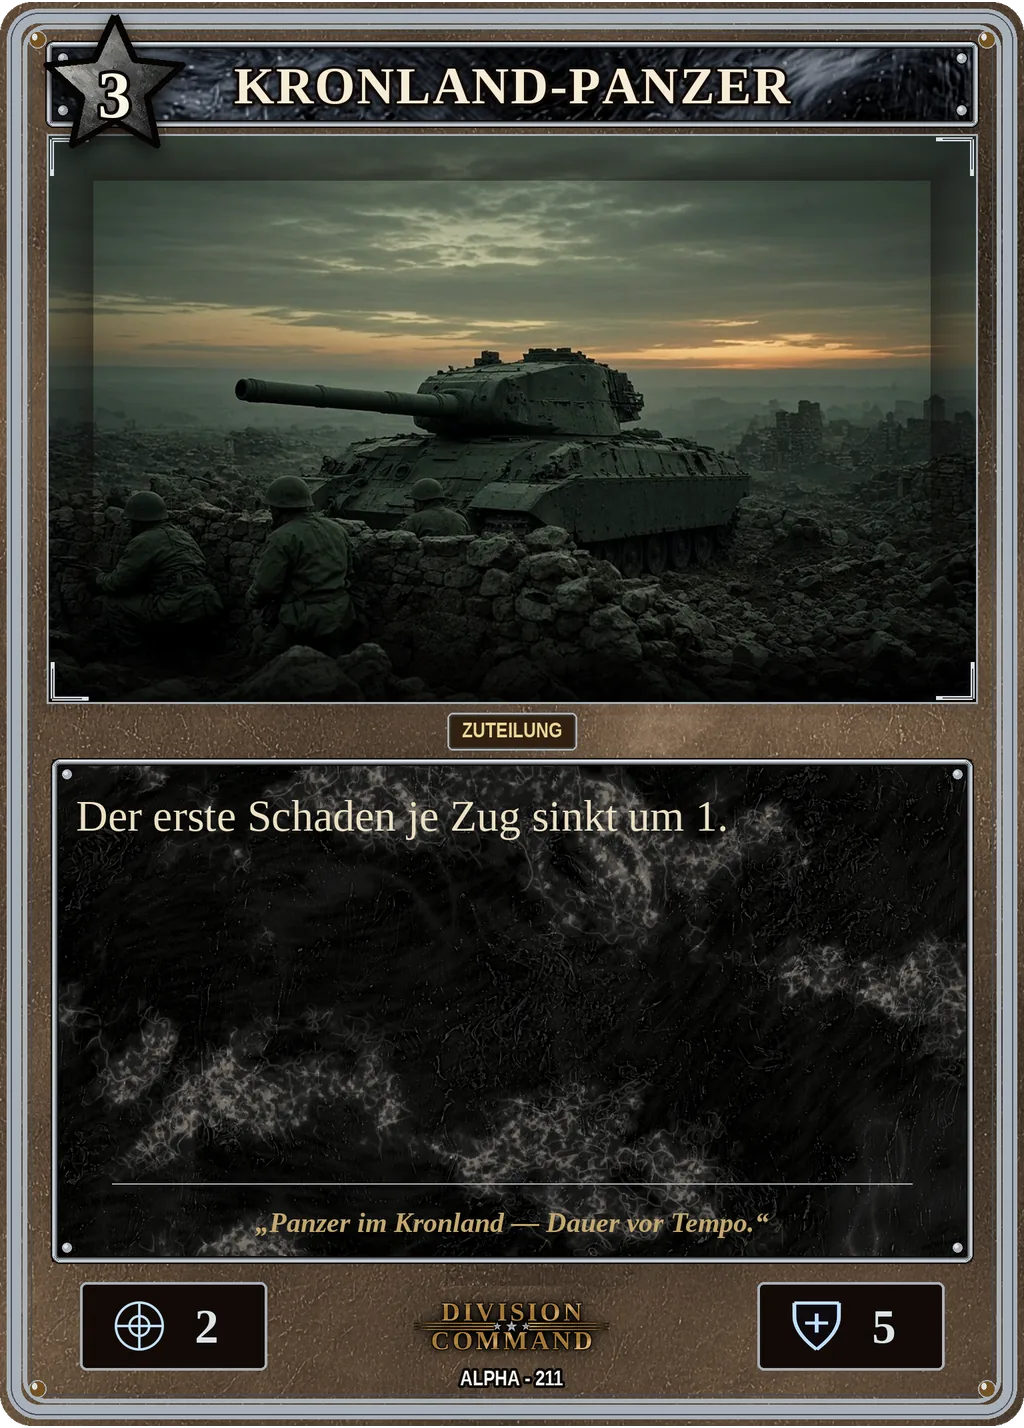 3
KRONLAND-PANZER
ZUTEILUNG
Der erste Schaden je Zug sinkt um 1.
„Panzer im Kronland — Dauer vor Tempo.“
2
DIVISION
COMMAND
5
ALPHA - 211